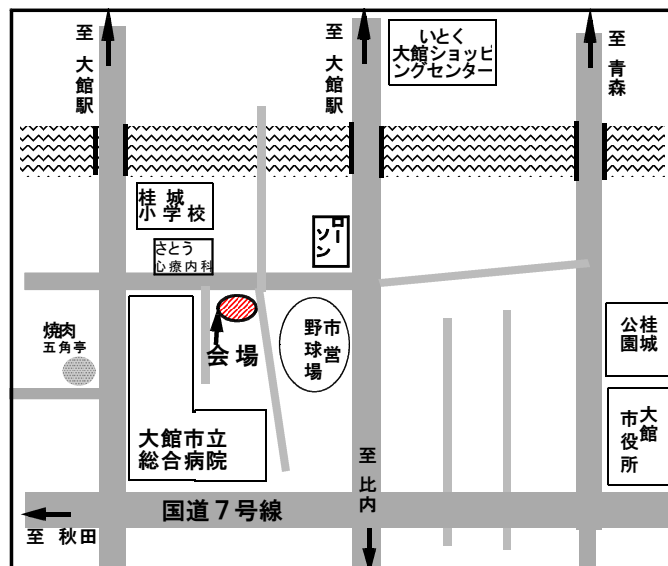 至 大館駅
至 大館駅
いとく
大館ショッピ
ングセンター
至 青森
桂城
小学校
ローソン
さとう
心療内科
焼肉
五角亭
会場
市営
野球場
桂城
公園
大館
市役所
大館市立
総合病院
至 比内
国道７号線
至 秋田